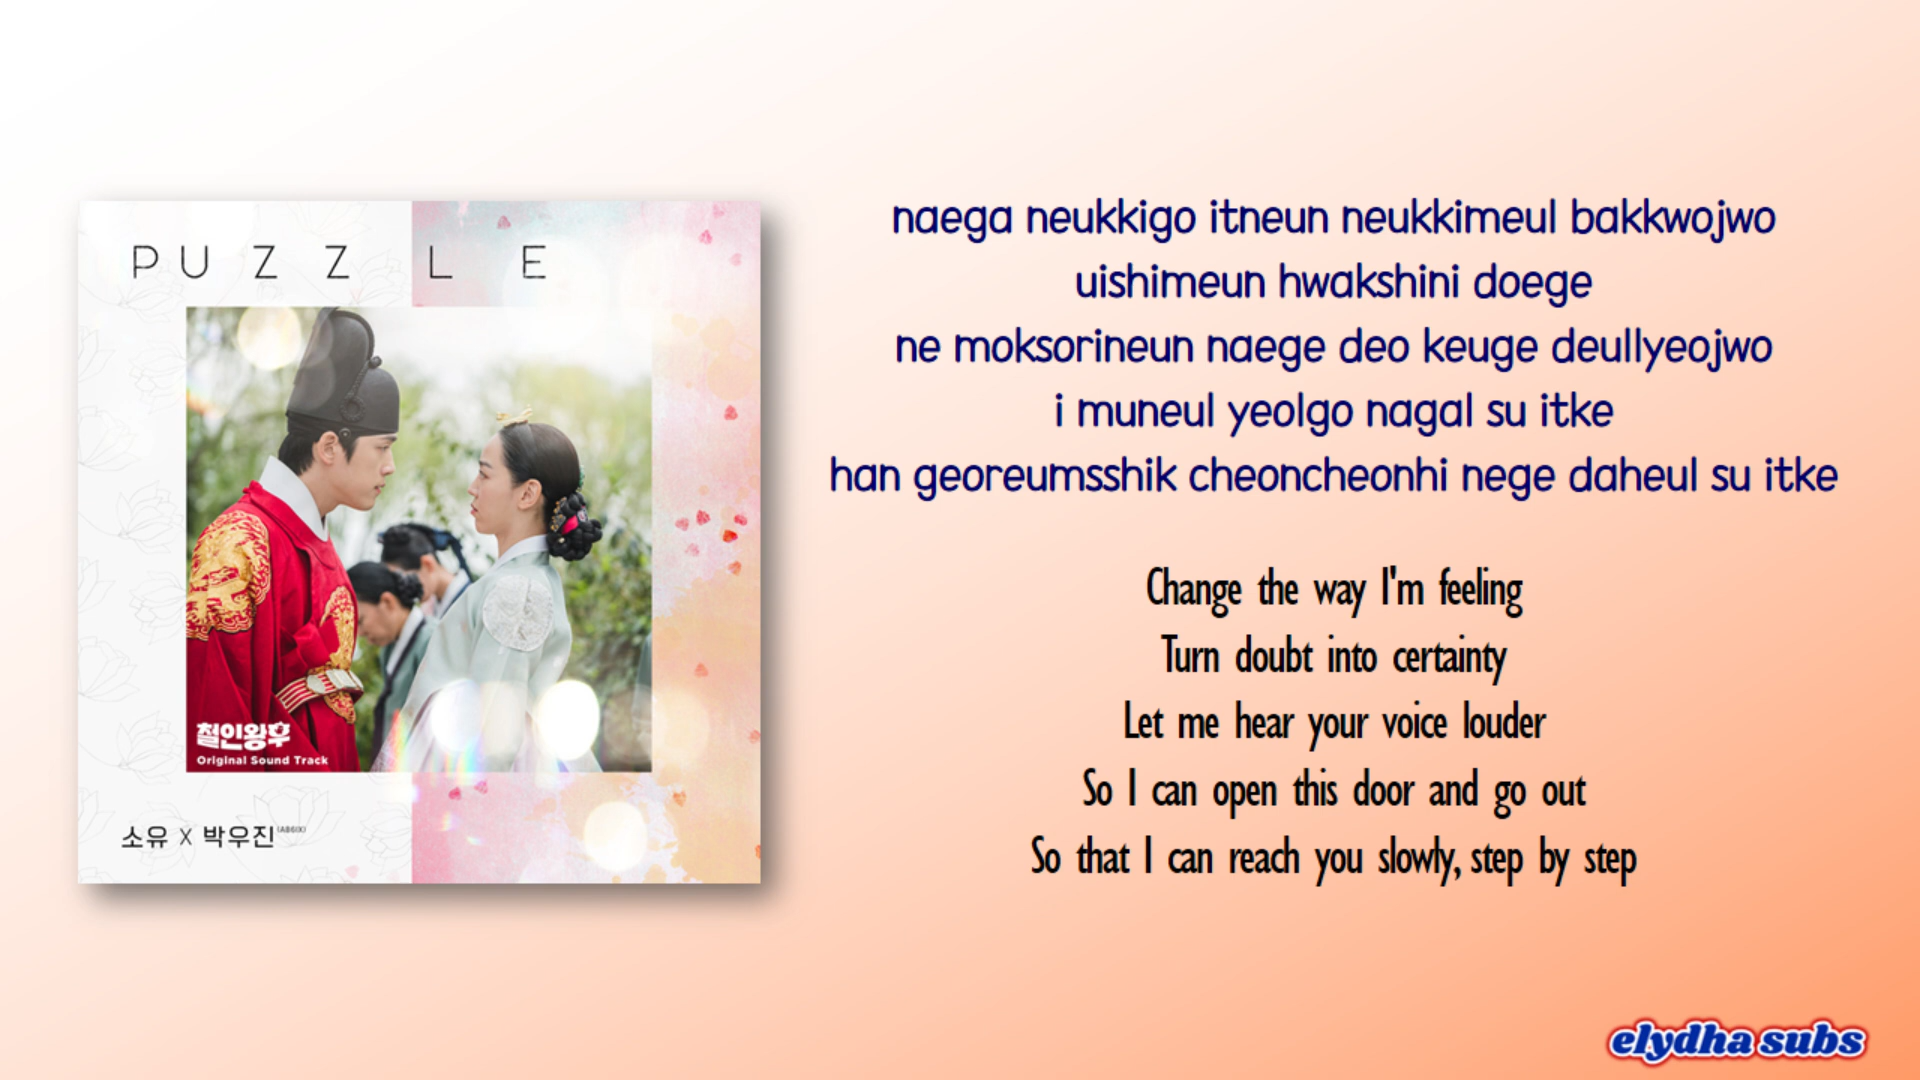 PUZZLE
철인왕후
Original Sound Track
소유 X 박우진 (AB6IX)
naega neukkigo itneun neukkimeul bakkwojwo
uishimeun hwakshini doege
ne moksorineun naege deo keuge deullyeojwo
i muneul yeolgo nagal su itke
han georeumsshik cheoncheonhi nege daheul su itke
Change the way I'm feeling
Turn doubt into certainty
Let me hear your voice louder
So I can open this door and go out
So that I can reach you slowly, step by step
elydha subs